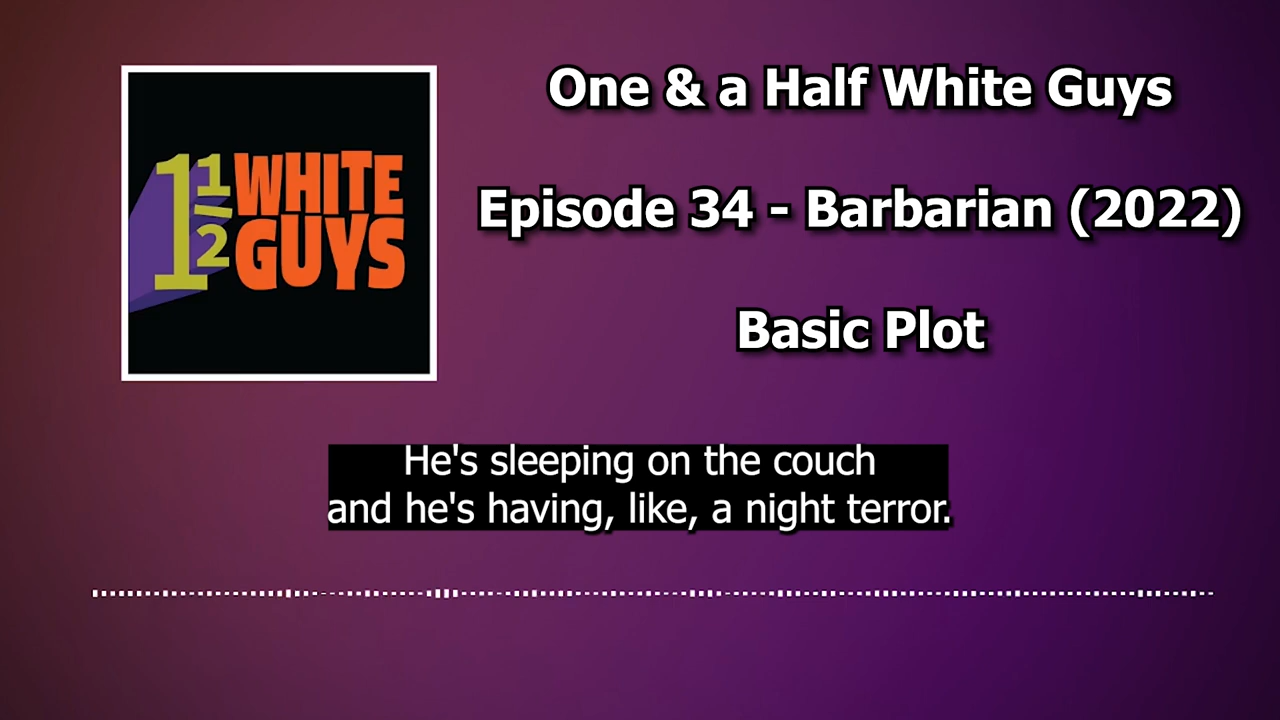 1 1/2 WHITE
GUYS
One & a Half White Guys
Episode 34 - Barbarian (2022)
Basic Plot
He's sleeping on the couch
and he's having, like, a night terror.